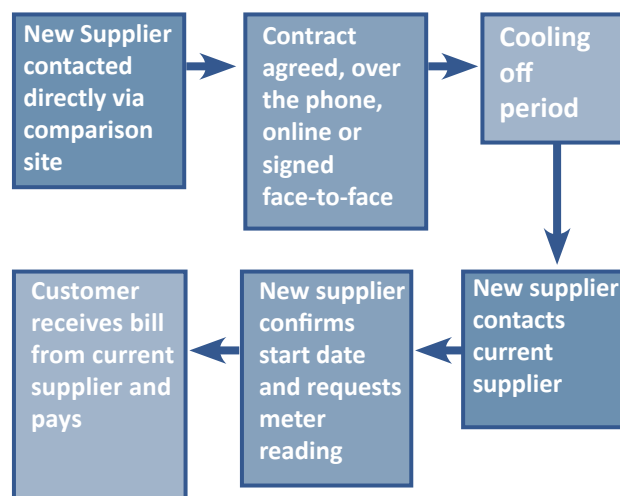 New Supplier
contacted
directly via
comparison
site
Contract
agreed, over
the phone,
online or
signed
face-to-face
Cooling
off
period
New supplier
contacts
current
supplier
New supplier
confirms
start date
and requests
meter
reading
Customer
receives bill
from current
supplier and
pays